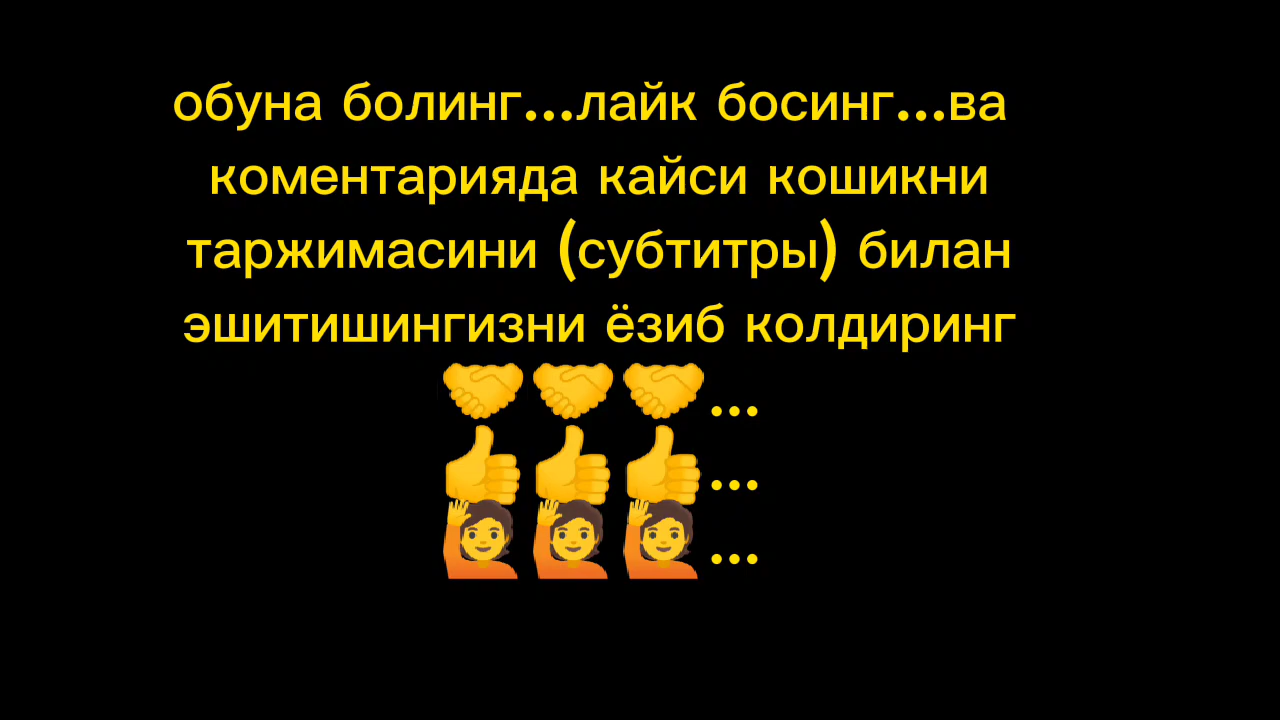 обуна болинг...лайк босинг...ва
коментарияда кайси кошикни
таржимасини (субтитры) билан
эшитишингизни ёзиб колдиринг
🤝🤝🤝...
👍👍👍...
🙋🙋🙋...